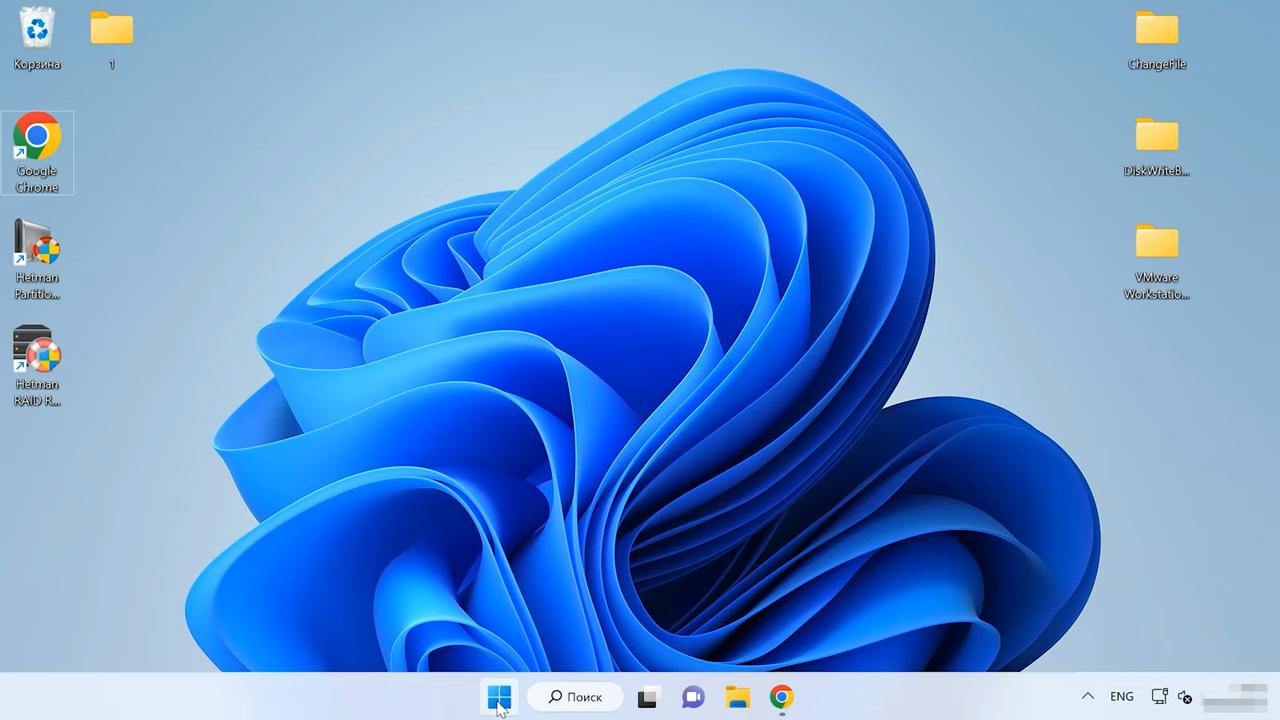 Корзина
1
Google
Chrome
Hetman
Partitio...
Hetman
RAID R...
ChangeFile
DiskWriteB...
VMware
Workstatio...
Поиск
ENG